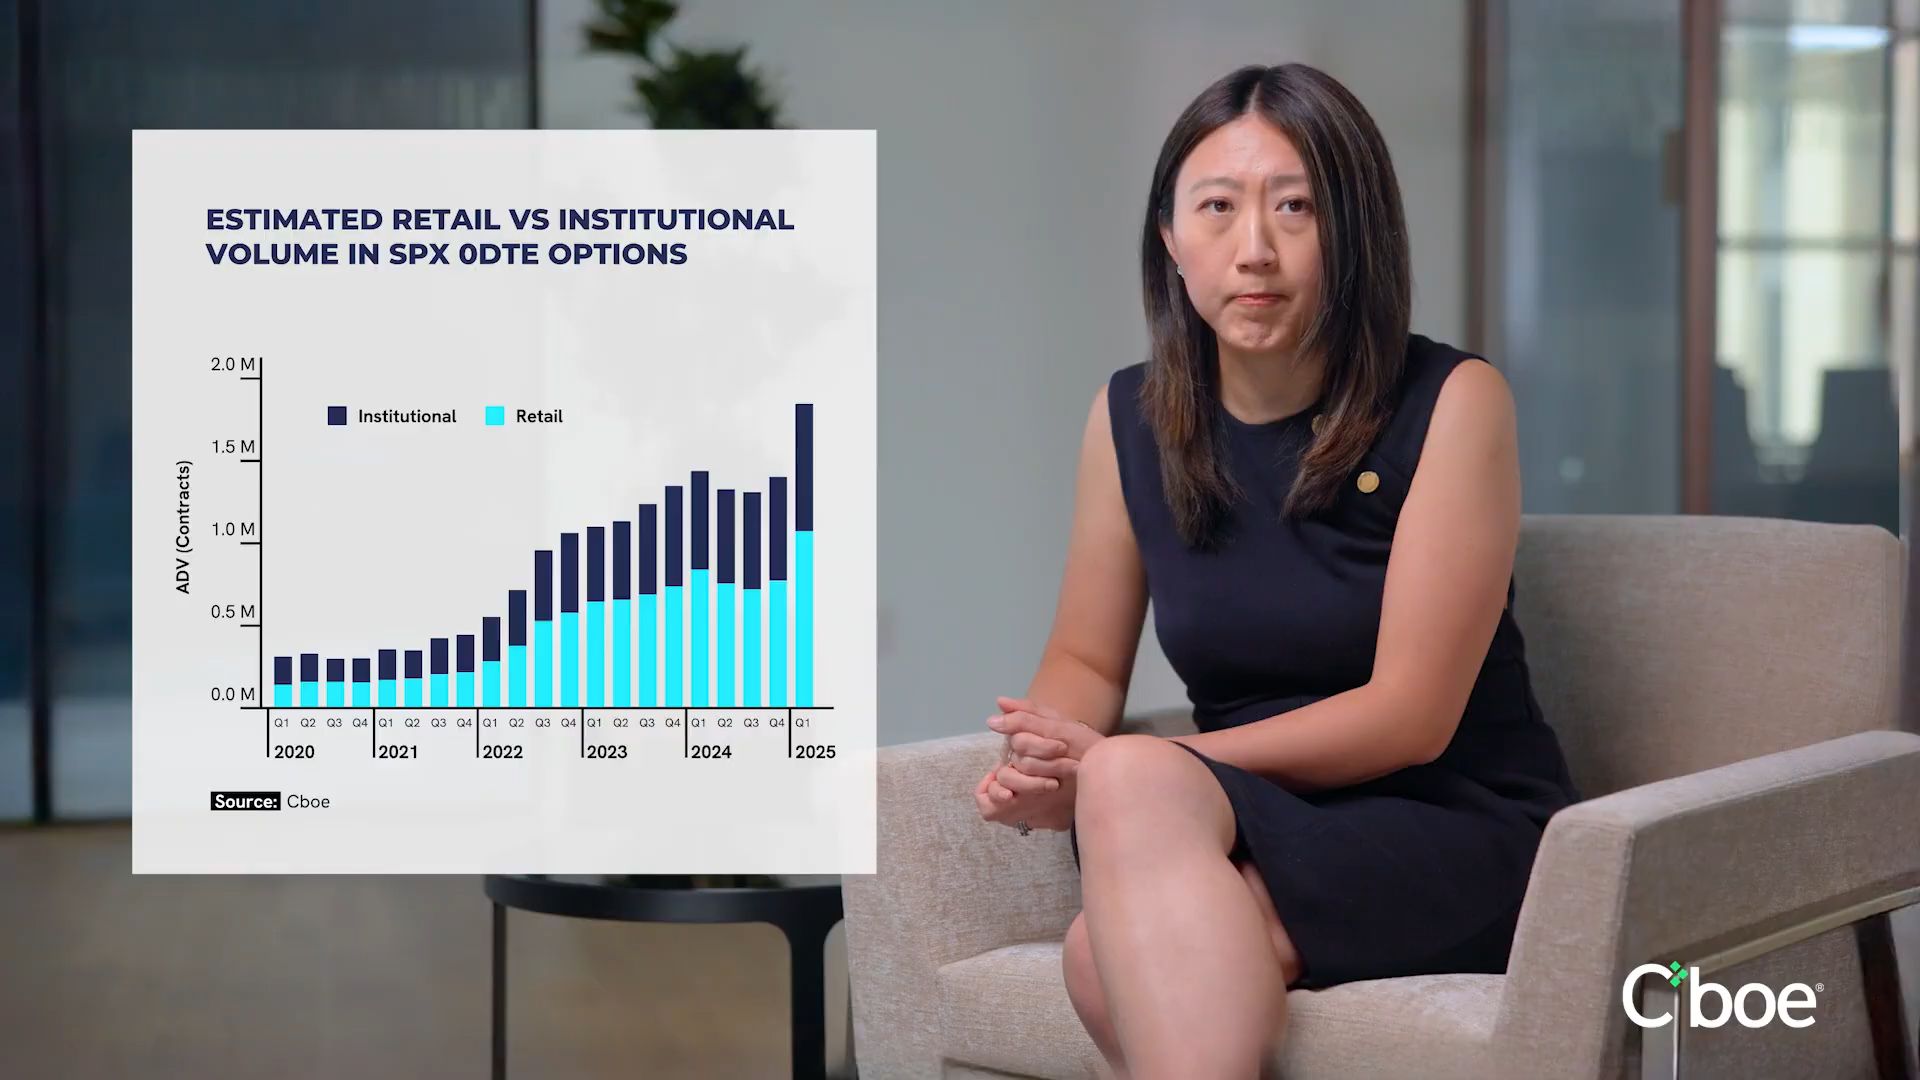 ESTIMATED RETAIL VS INSTITUTIONAL
VOLUME IN SPX 0DTE OPTIONS
2.0 M
Institutional Retail
1.5 M
ADV (Contracts)
1.0 M
0.5 M
0.0 M
Q1 Q2 Q3 Q4 Q1 Q2 Q3 Q4 Q1 Q2 Q3 Q4 Q1 Q2 Q3 Q4 Q1 Q2 Q3 Q4 Q1
2020 2021 2022 2023 2024 2025
Source: Cboe
Cboe®